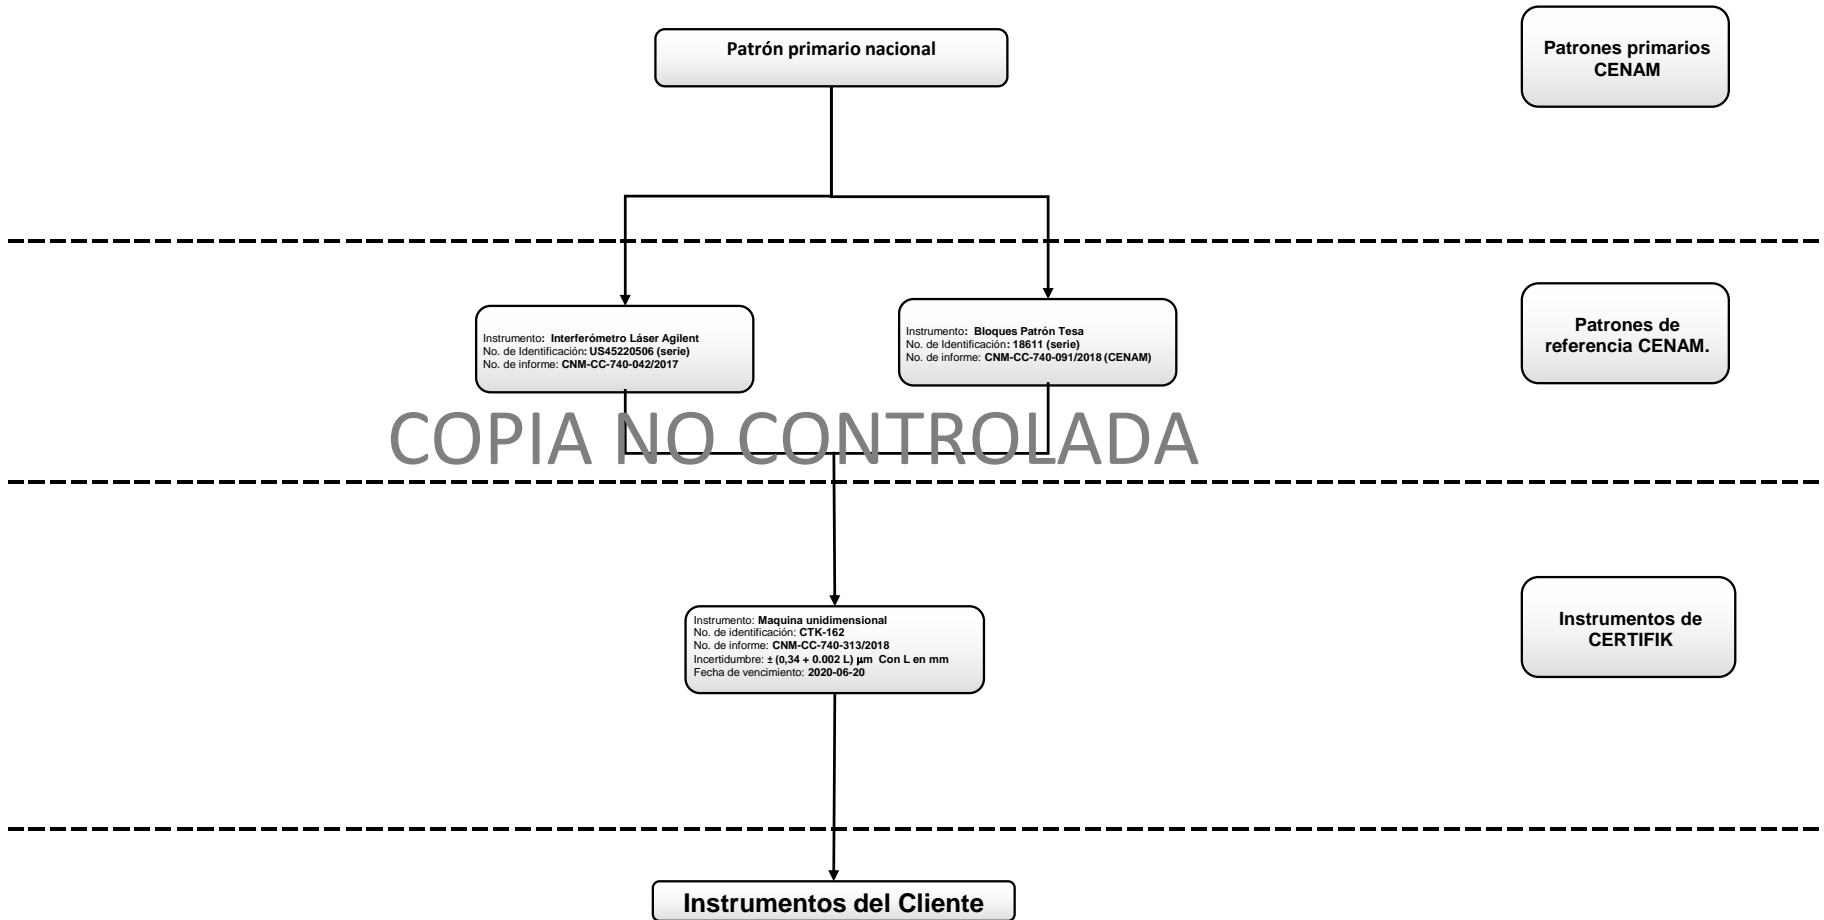 Patrón primario nacional
Patrones primarios
CENAM
Instrumento: Interferómetro Láser Agilent
No. de Identificación: US45220506 (serie)
No. de informe: CNM-CC-740-042/2017
Instrumento: Bloques Patrón Tesa
No. de Identificación: 18611 (serie)
No. de informe: CNM-CC-740-091/2018 (CENAM)
Patrones de
referencia CENAM.
COPIA NO CONTROLADA
Instrumento: Maquina unidimensional
No. de identificación: CTK-162
No. de informe: CNM-CC-740-313/2018
Incertidumbre: ± (0,34 + 0.002 L) µm Con L en mm
Fecha de vencimiento: 2020-06-20
Instrumentos de
CERTIFIK
Instrumentos del Cliente